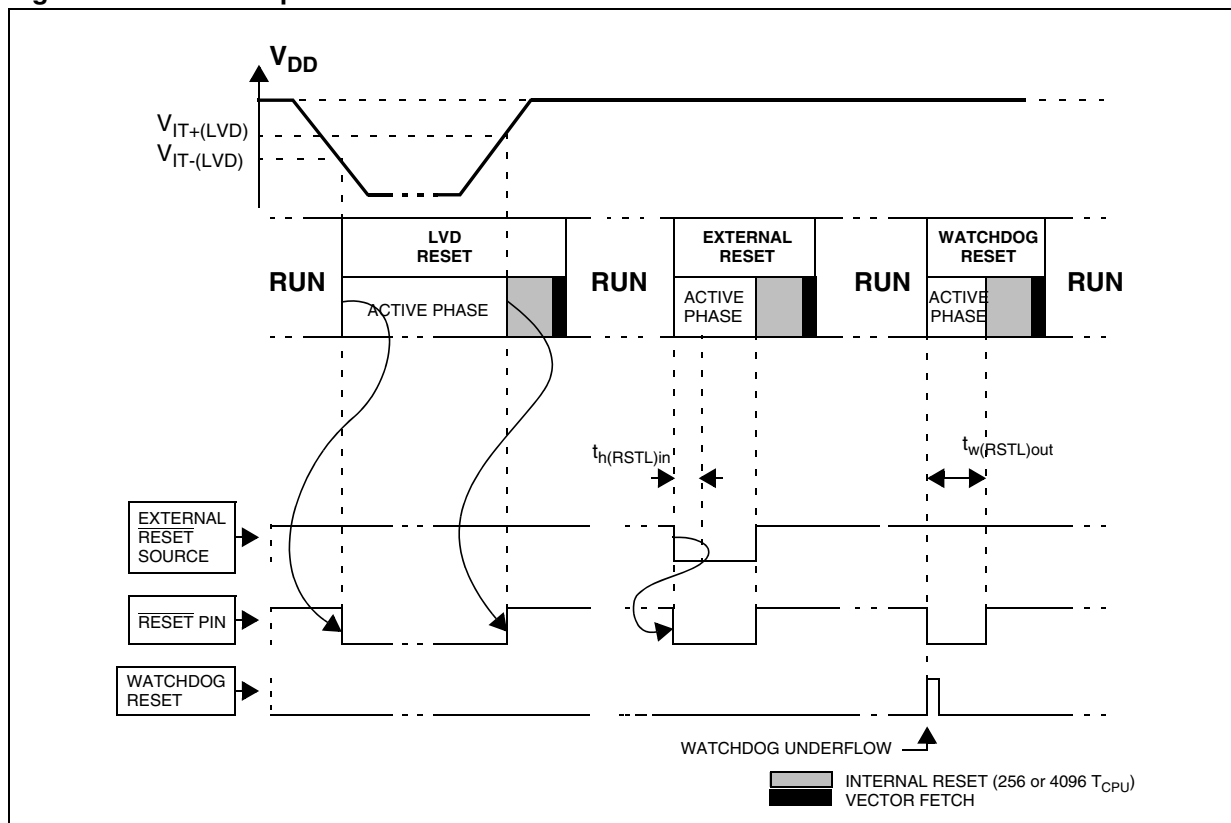 V_DD
V_IT+(LVD)
V_IT-(LVD)
LVD
RESET
EXTERNAL
RESET
WATCHDOG
RESET
RUN
RUN
RUN
RUN
ACTIVE PHASE
ACTIVE
PHASE
ACTIVE
PHASE
t_h(RSTL)in
t_w(RSTL)out
EXTERNAL
RESET
SOURCE
RESET PIN
WATCHDOG
RESET
WATCHDOG UNDERFLOW
INTERNAL RESET (256 or 4096 T_CPU)
VECTOR FETCH